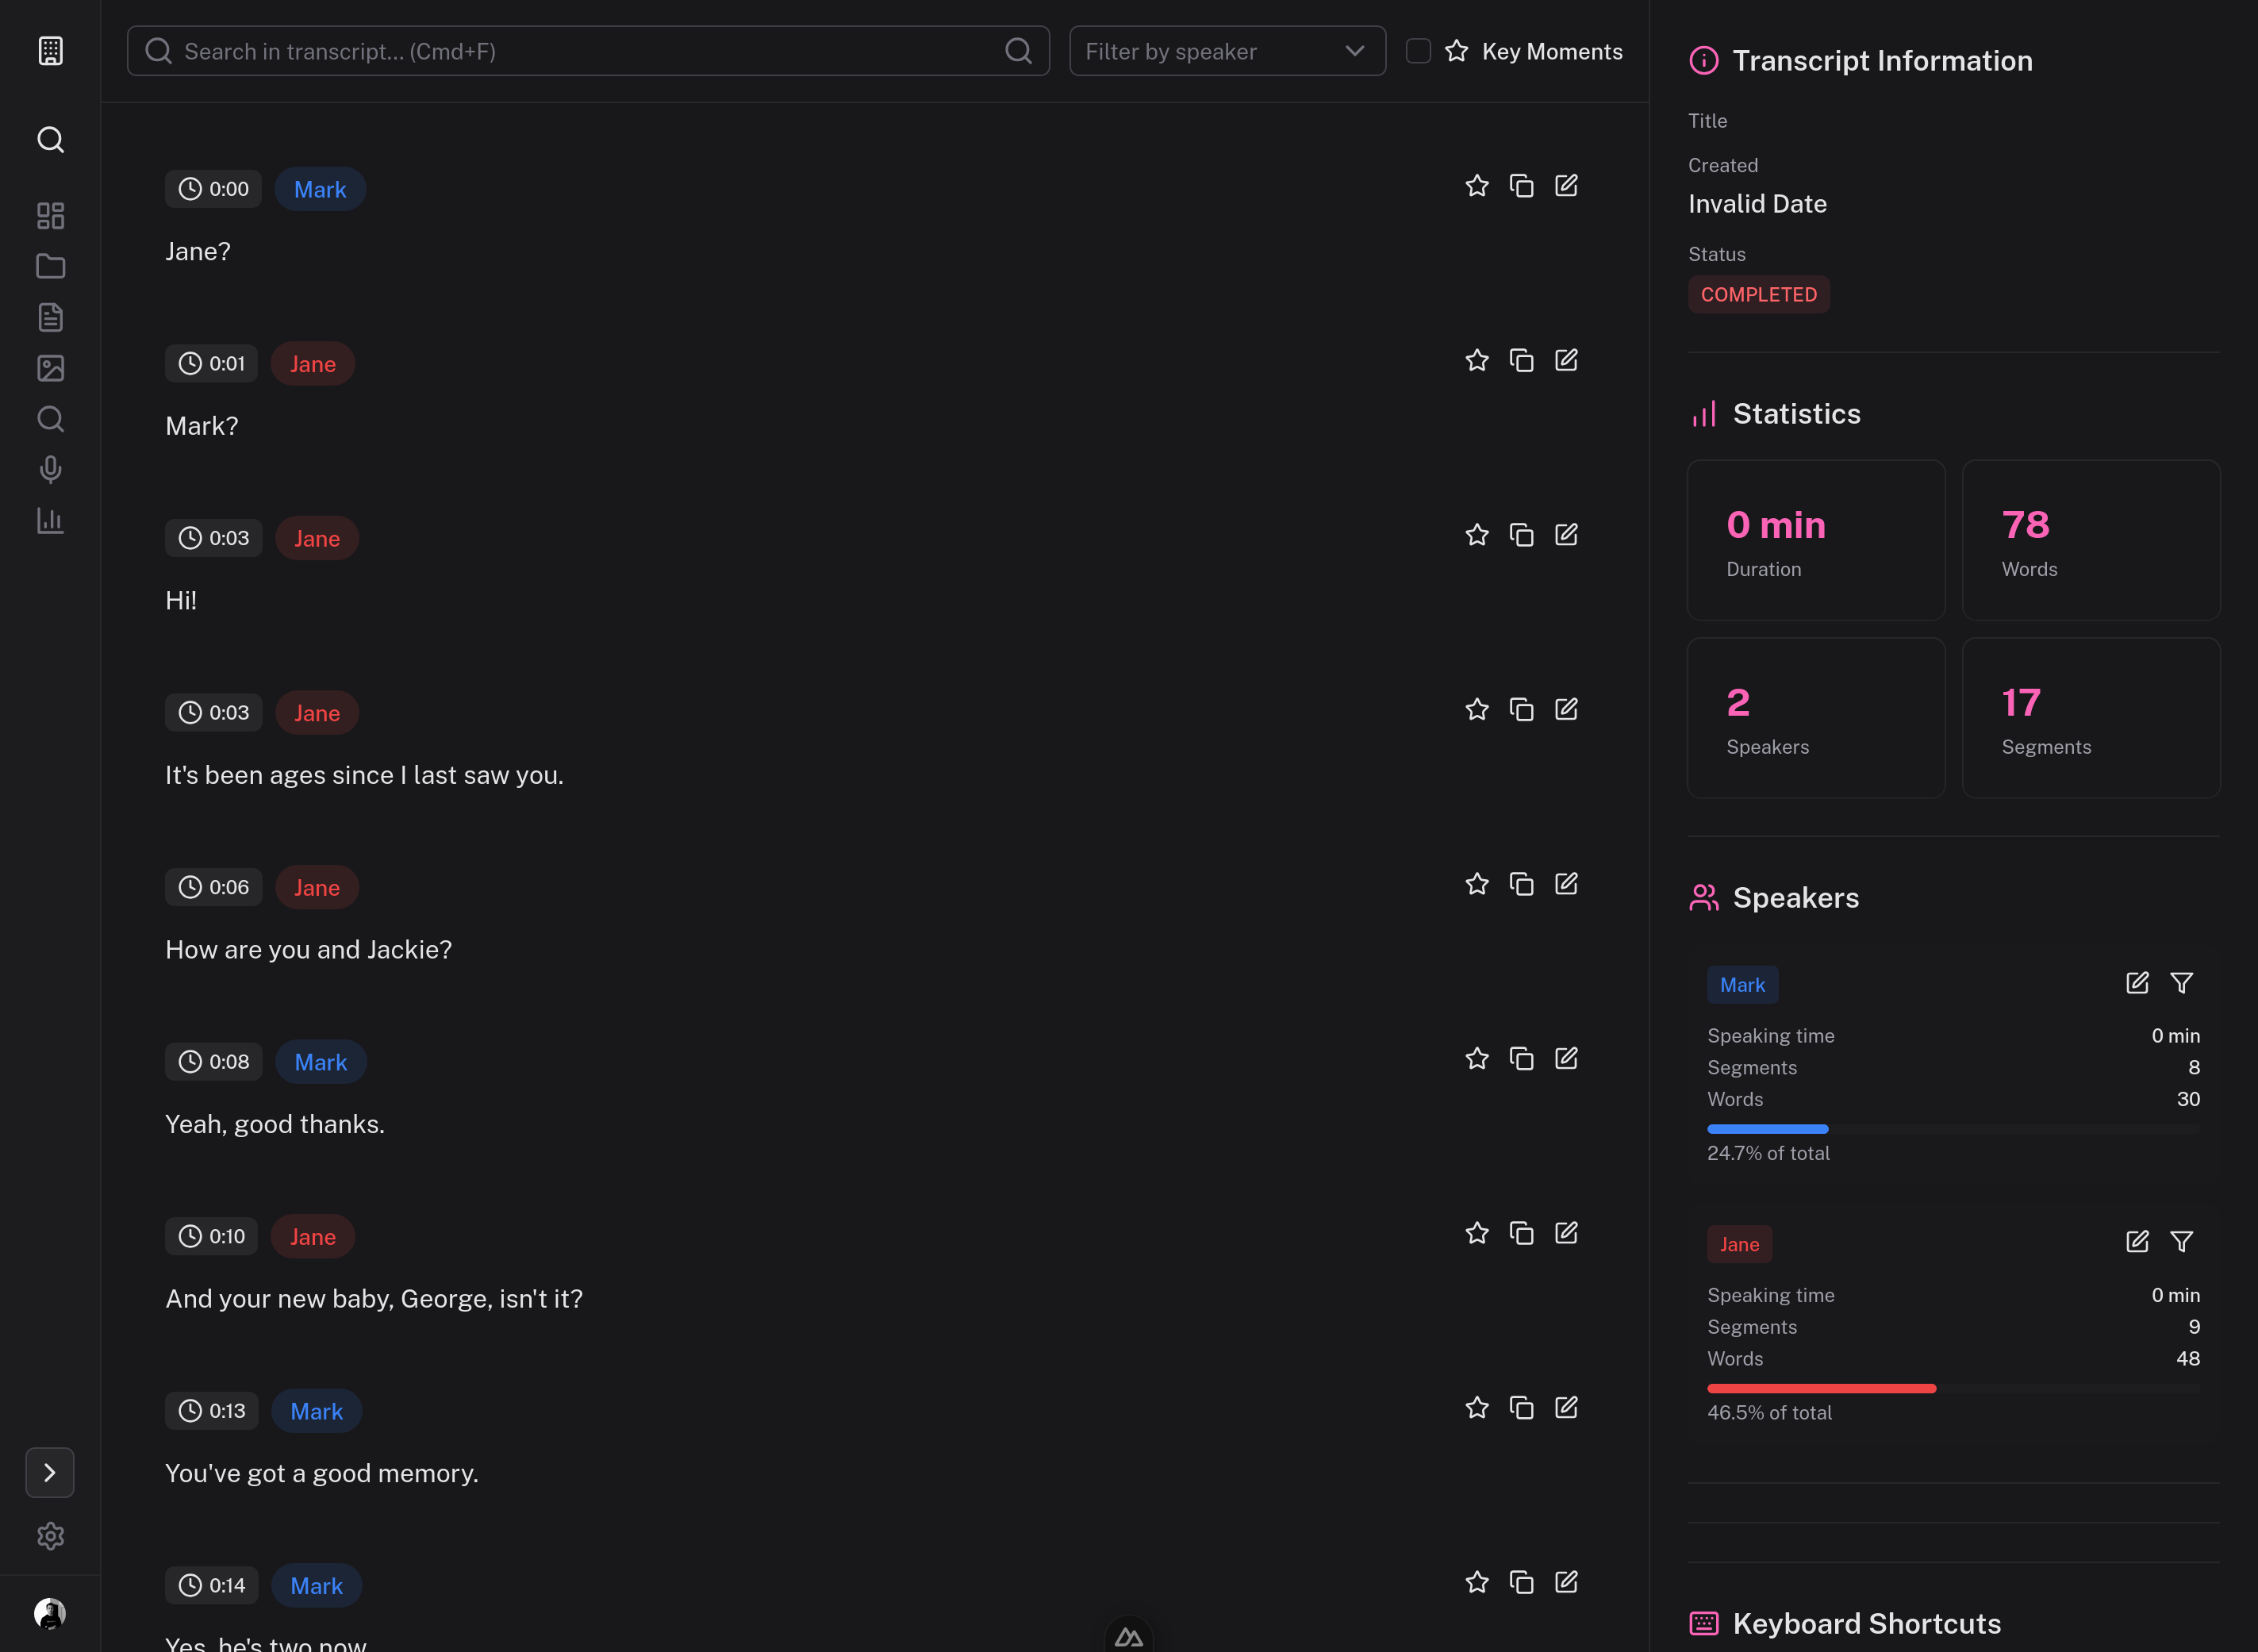 Search in transcript... (Cmd+F)
Filter by speaker
Key Moments
0:00 Mark
Jane?
0:01 Jane
Mark?
0:03 Jane
Hi!
0:03 Jane
It's been ages since I last saw you.
0:06 Jane
How are you and Jackie?
0:08 Mark
Yeah, good thanks.
0:10 Jane
And your new baby, George, isn't it?
0:13 Mark
You've got a good memory.
0:14 Mark
Yes, he's two now
Transcript Information
Title
Created
Invalid Date
Status
COMPLETED
Statistics
0 min
Duration
78
Words
2
Speakers
17
Segments
Speakers
Mark
Speaking time 0 min
Segments 8
Words 30
24.7% of total
Jane
Speaking time 0 min
Segments 9
Words 48
46.5% of total
Keyboard Shortcuts